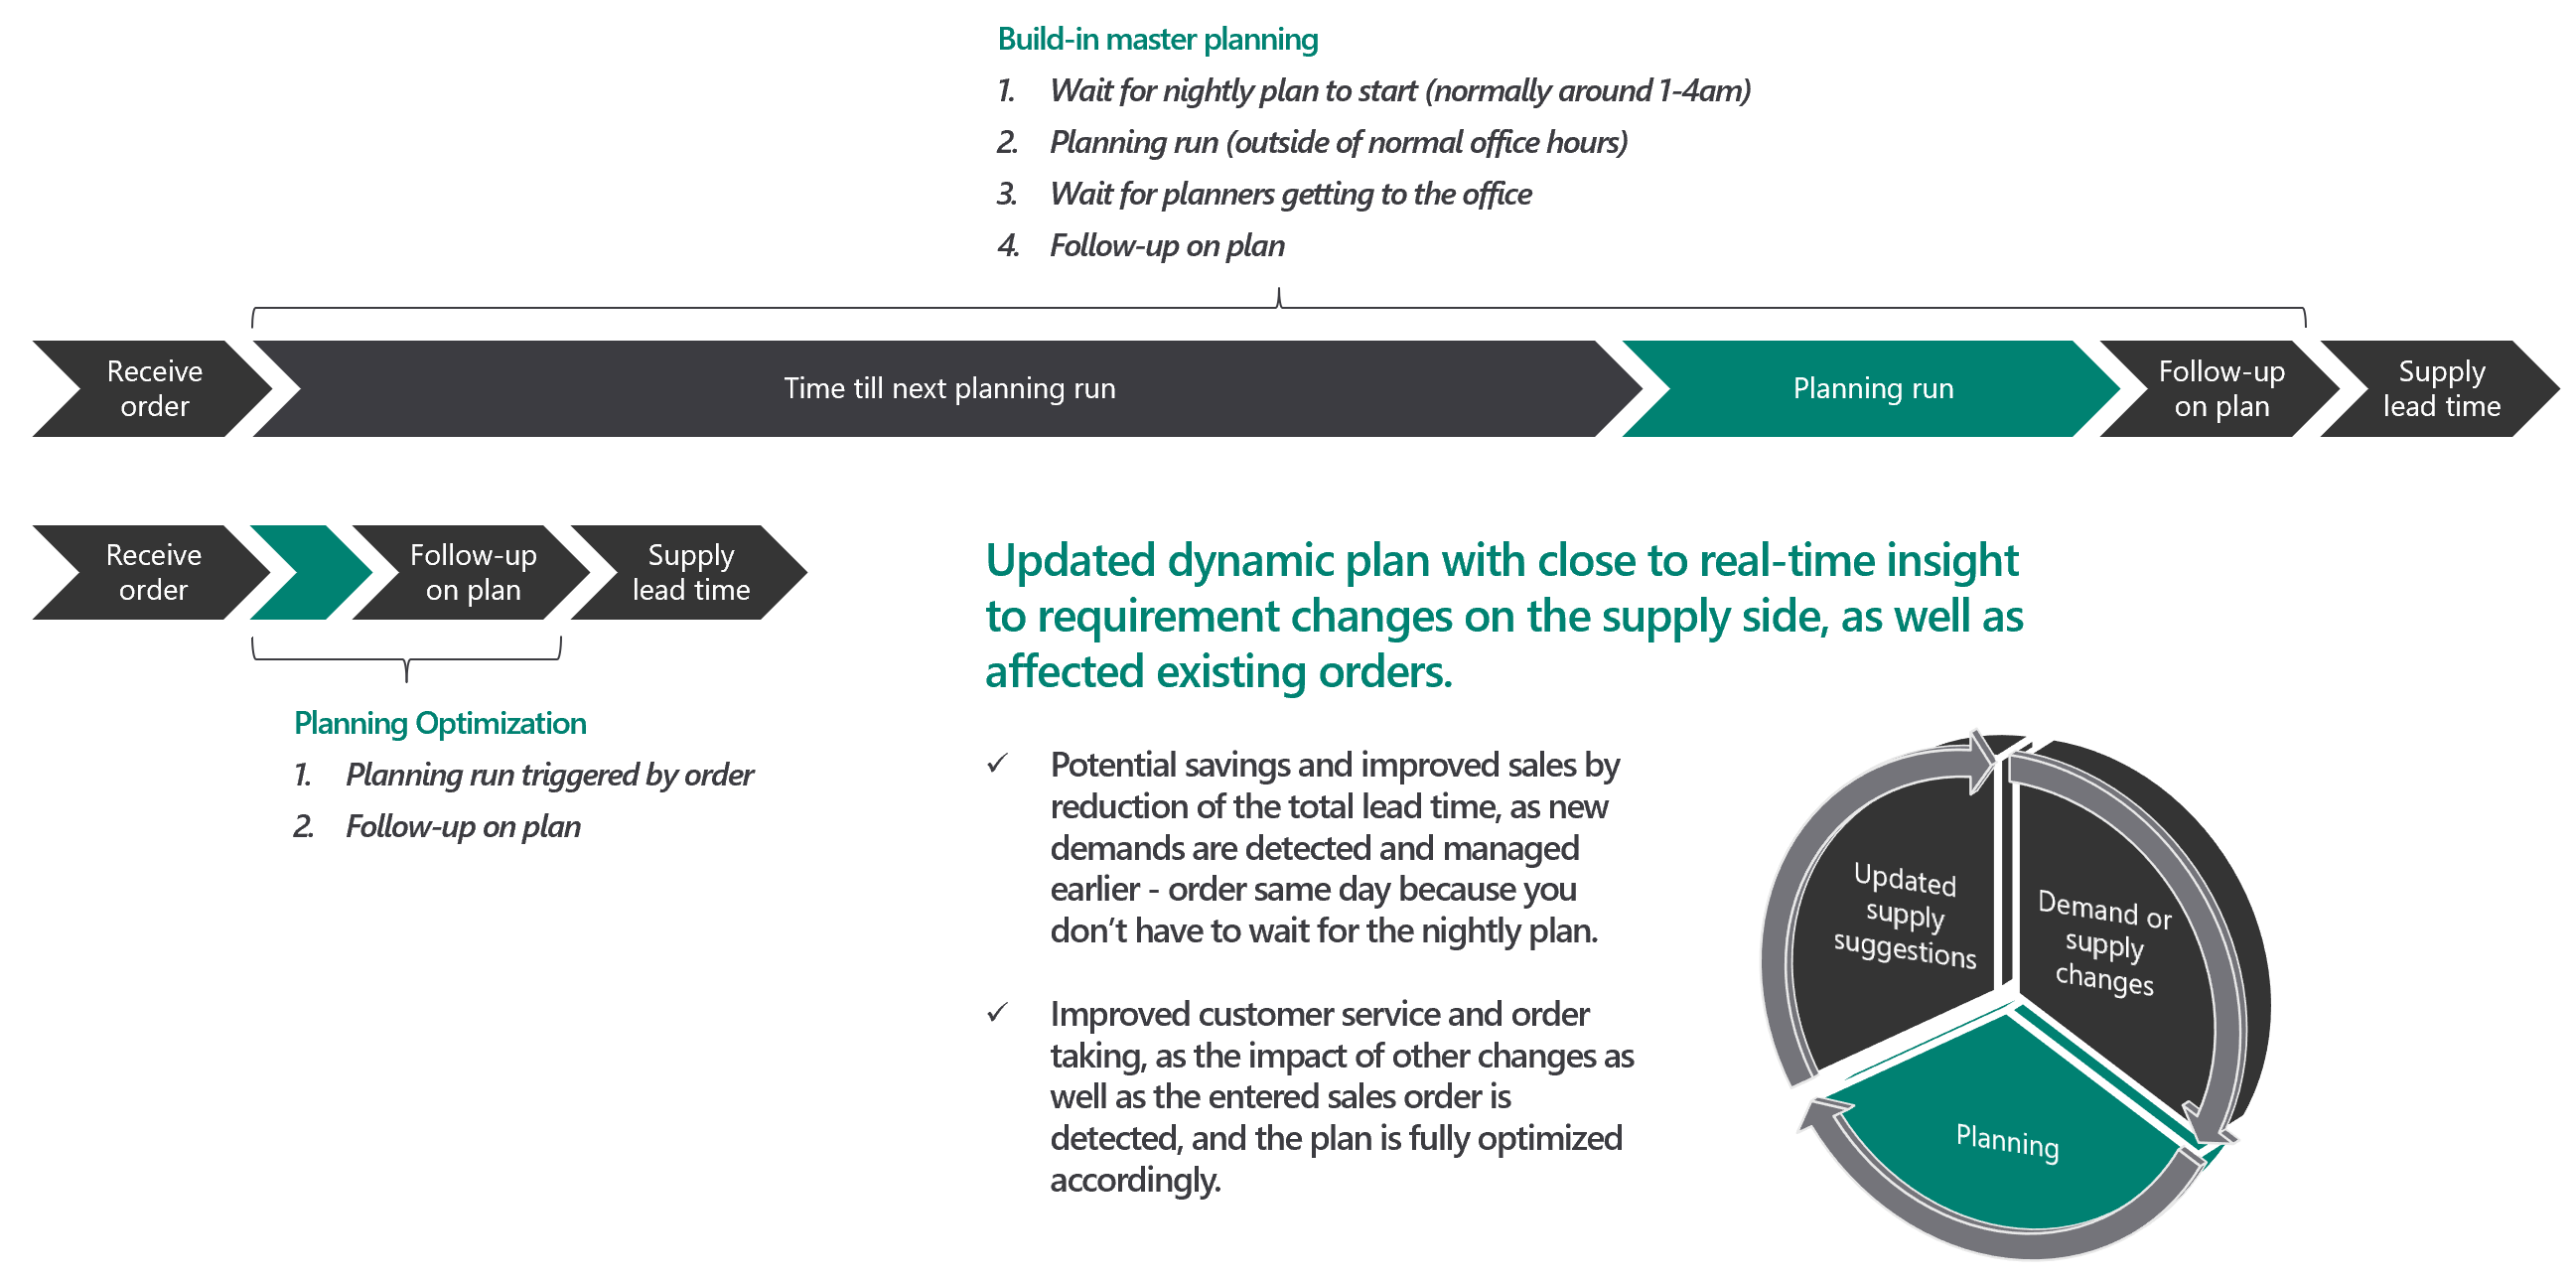 Build-in master planning
1. Wait for nightly plan to start (normally around 1-4am)
2. Planning run (outside of normal office hours)
3. Wait for planners getting to the office
4. Follow-up on plan
Receive
order
Time till next planning run
Planning run
Follow-up
on plan
Supply
lead time
Receive
order
Follow-up
on plan
Supply
lead time
Planning Optimization
1. Planning run triggered by order
2. Follow-up on plan
Updated dynamic plan with close to real-time insight
to requirement changes on the supply side, as well as
affected existing orders.
✓ Potential savings and improved sales by
reduction of the total lead time, as new
demands are detected and managed
earlier - order same day because you
don’t have to wait for the nightly plan.
✓ Improved customer service and order
taking, as the impact of other changes as
well as the entered sales order is
detected, and the plan is fully optimized
accordingly.
Updated
supply
suggestions
Demand or
supply
changes
Planning